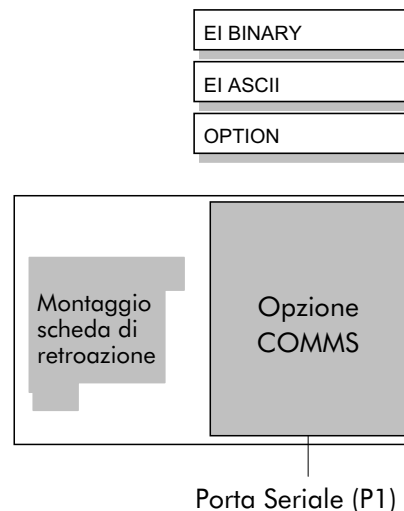 EI BINARY
EI ASCII
OPTION
Montaggio
scheda di
retroazione
Opzione
COMMS
Porta Seriale (P1)